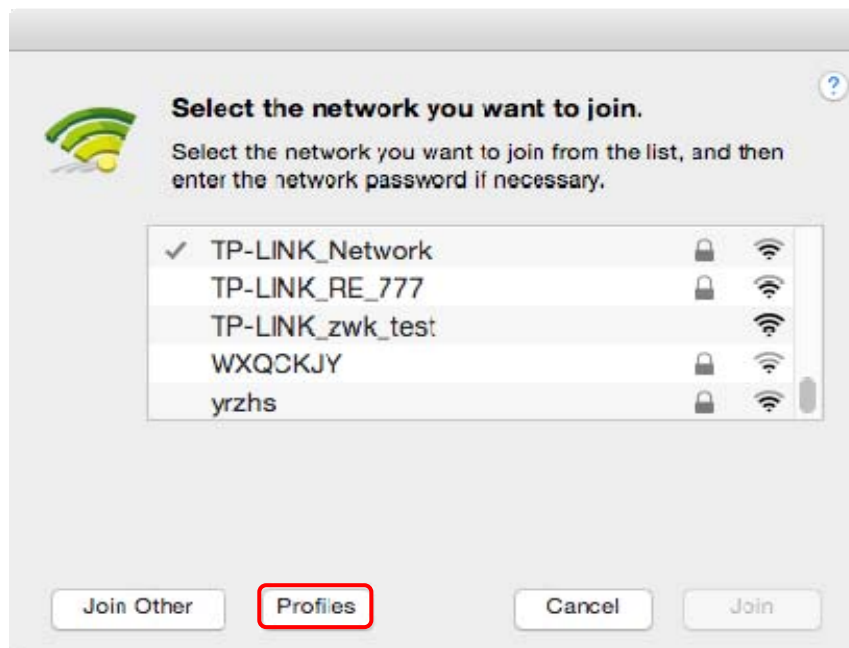 ?
Select the network you want to join.
Select the network you want to join from the list, and then
enter the network password if necessary.
TP-LINK_Network
TP-LINK_RE_777
TP-LINK_zwk_test
WXQCKJY
yrzhs
Join Other Profiles Cancel Join